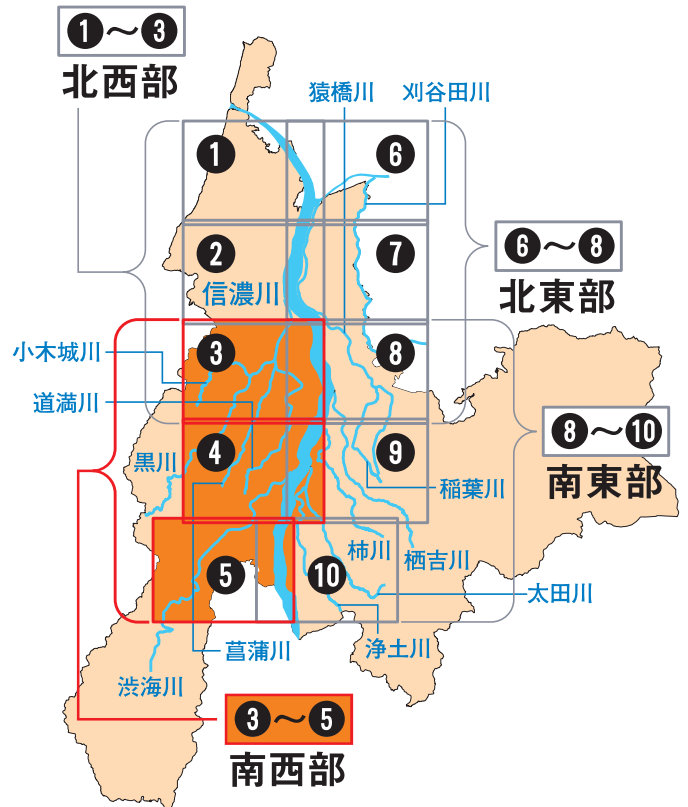 ❶～❸
北西部
猿橋川
刈谷田川
❶
❻
❻～❽
北東部
❷
❼
信濃川
小木城川
❸
❽
道満川
❽～❿
南東部
黒川
❹
❾
稲葉川
柿川
栖吉川
❺
❿
太田川
菖蒲川
浄土川
渋海川
❸～❺
南西部